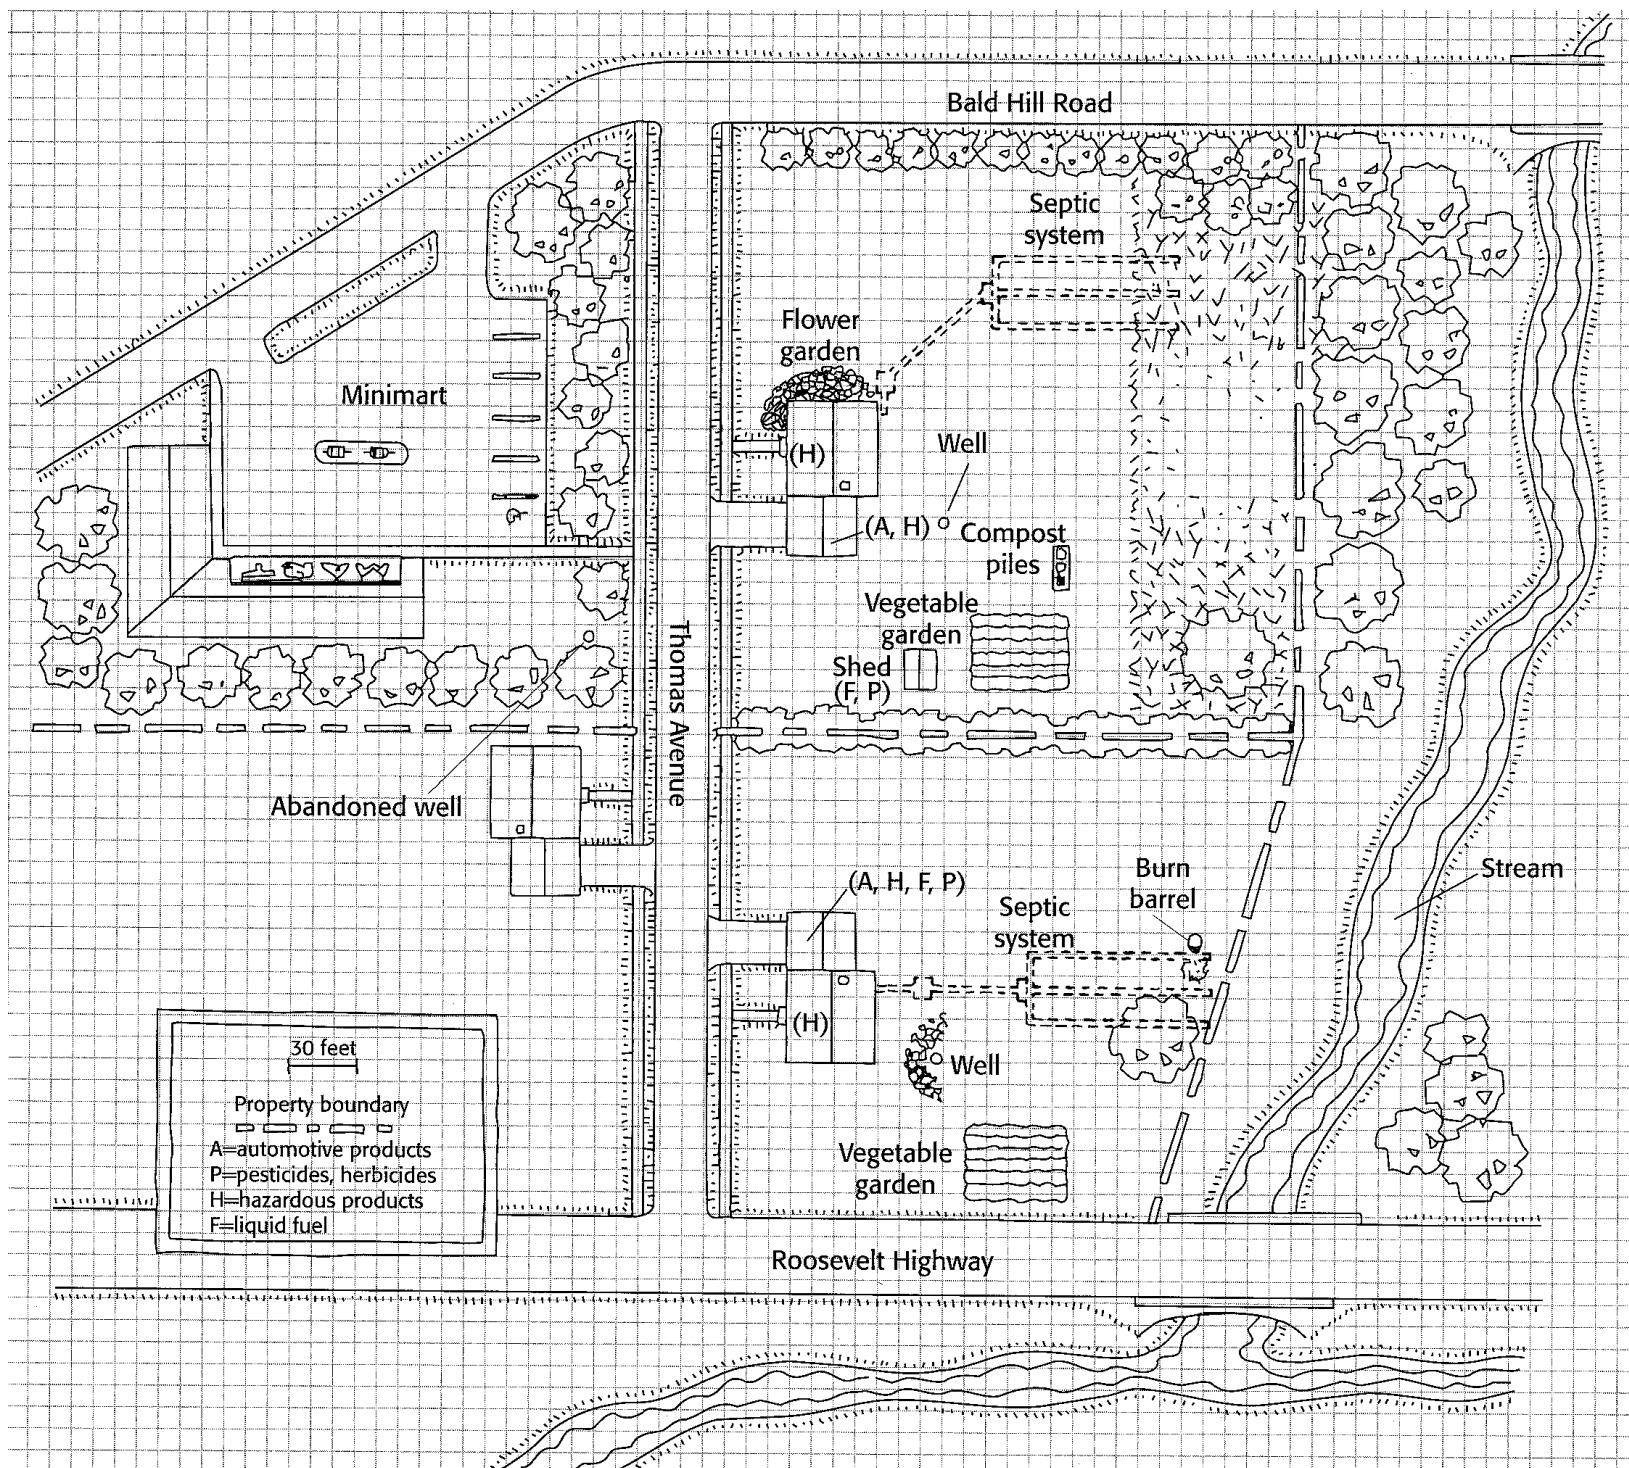 Bald Hill Road
Septic
system
Flower
garden
Minimart
Well
(H)
(A, H)
Compost
piles
Vegetable
garden
Shed
(F, P)
Thomas Avenue
Abandoned well
(A, H, F, P)
Burn
barrel
Stream
Septic
system
(H)
Well
Vegetable
garden
30 feet
Property boundary
A=automotive products
P=pesticides, herbicides
H=hazardous products
F=liquid fuel
Roosevelt Highway